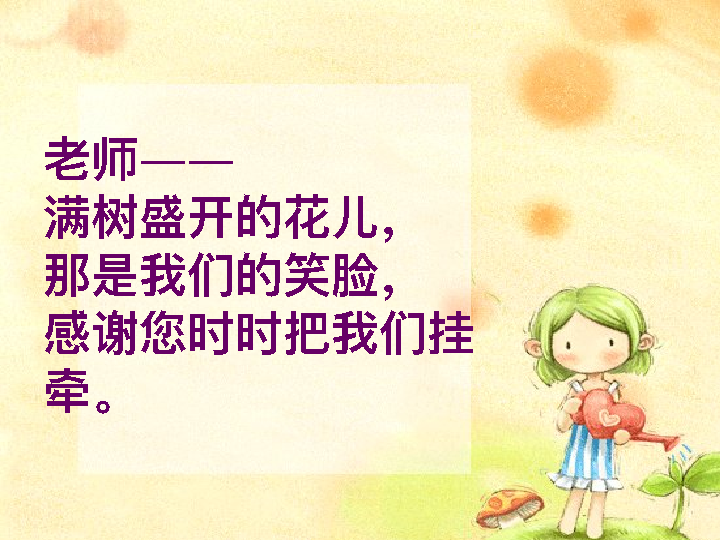 老师——
满树盛开的花儿,
那是我们的笑脸,
感谢您时时把我们挂
牵。